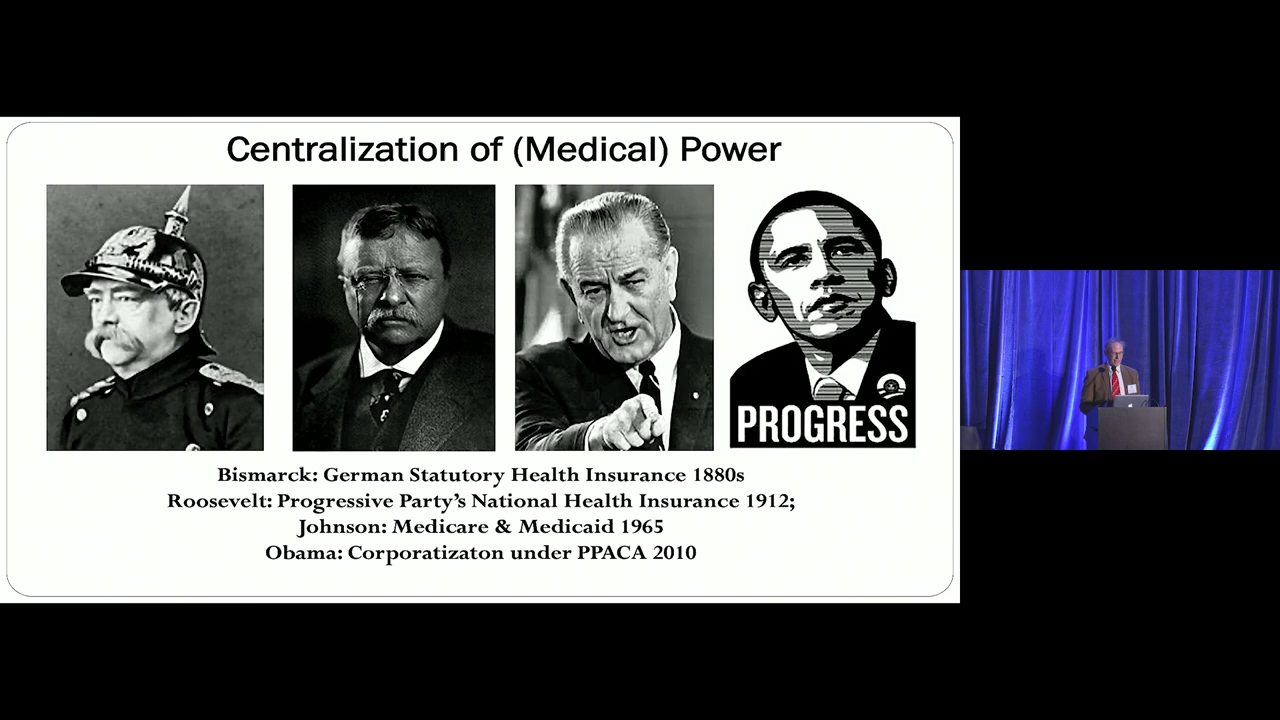 Centralization of (Medical) Power
PROGRESS
Bismarck: German Statutory Health Insurance 1880s
Roosevelt: Progressive Party's National Health Insurance 1912;
Johnson: Medicare & Medicaid 1965
Obama: Corporatizaton under PPACA 2010